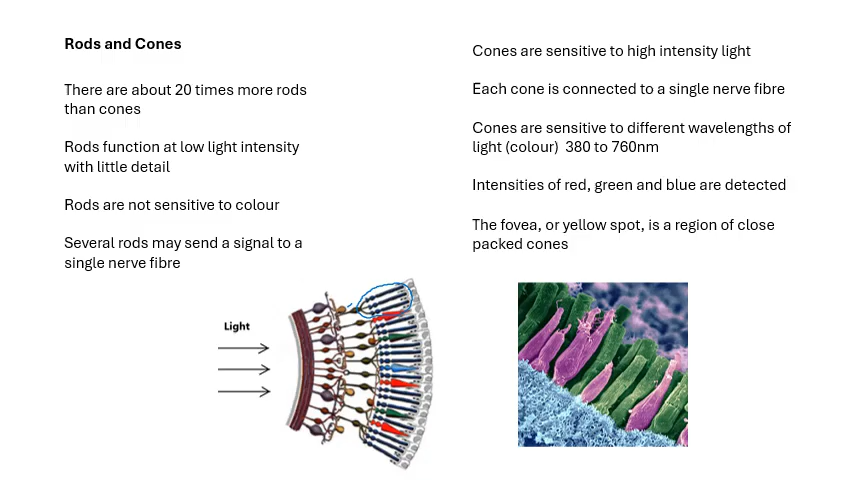 Rods and Cones
There are about 20 times more rods
than cones
Rods function at low light intensity
with little detail
Rods are not sensitive to colour
Several rods may send a signal to a
single nerve fibre
Cones are sensitive to high intensity light
Each cone is connected to a single nerve fibre
Cones are sensitive to different wavelengths of
light (colour)  380 to 760nm
Intensities of red, green and blue are detected
The fovea, or yellow spot, is a region of close
packed cones
Light